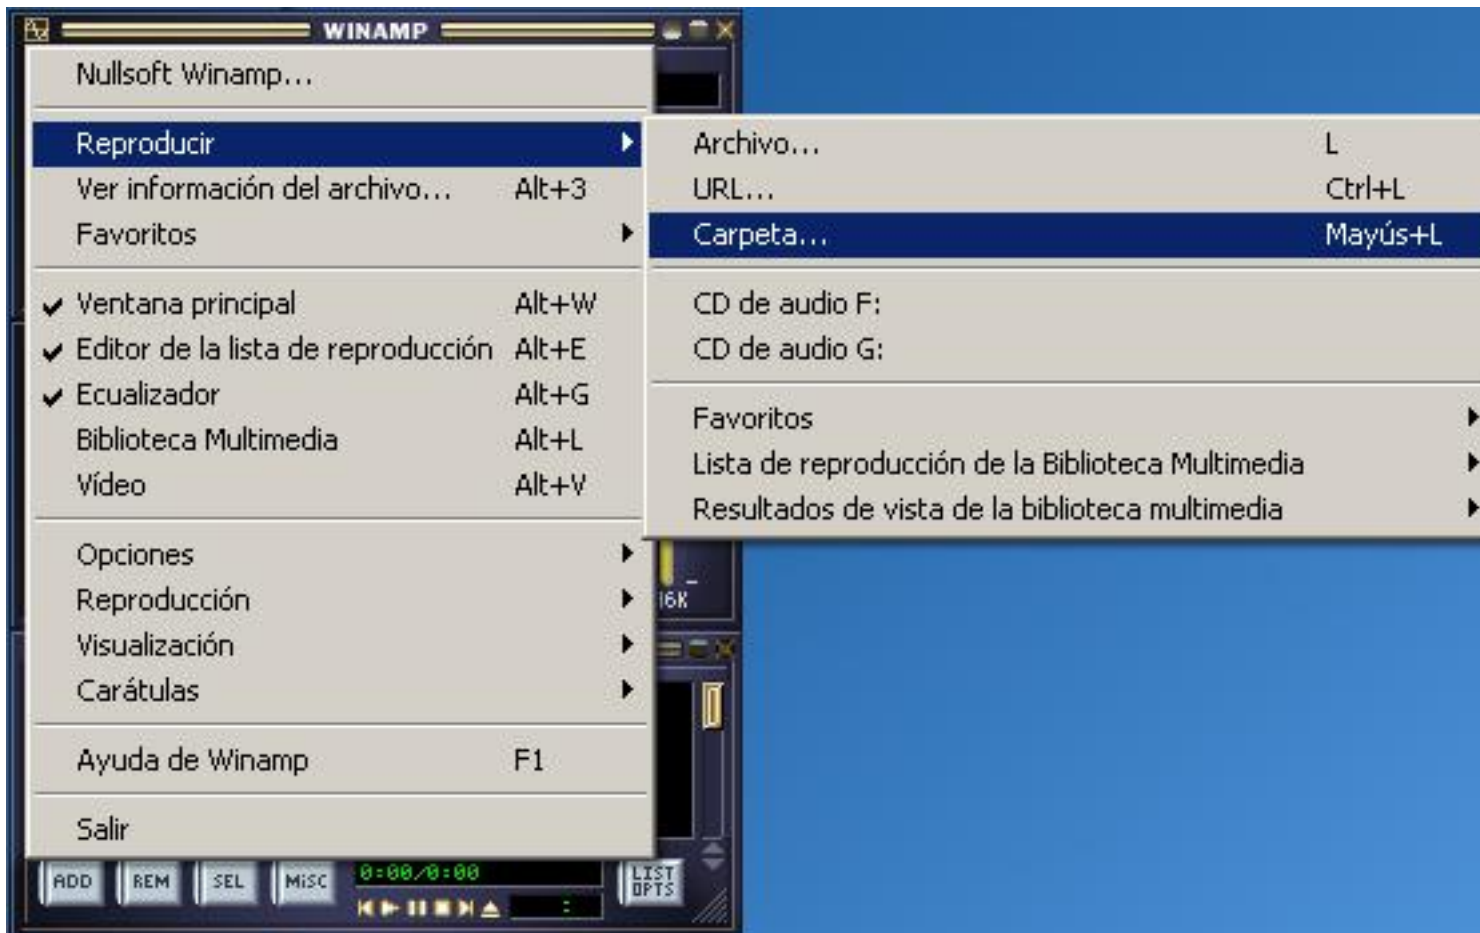 WINAMP
Nullsoft Winamp...
Reproducir
Ver información del archivo... Alt+3
Favoritos
Ventana principal Alt+W
Editor de la lista de reproducción Alt+E
Ecualizador Alt+G
Biblioteca Multimedia Alt+L
Vídeo Alt+V
Opciones
Reproducción
Visualización
Carátulas
Ayuda de Winamp F1
Salir
Archivo... L
URL... Ctrl+L
Carpeta... Mayús+L
CD de audio F:
CD de audio G:
Favoritos
Lista de reproducción de la Biblioteca Multimedia
Resultados de vista de la biblioteca multimedia
16K
ADD REM SEL MISC 0:00/0:00 LIST OPTS